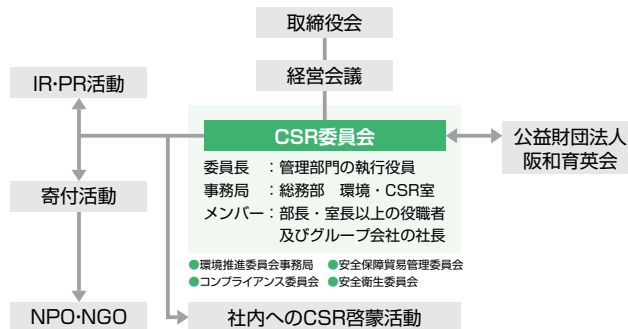 取締役会
経営会議
IR・PR活動
CSR委員会
公益財団法人
阪和育英会
委員長　：管理部門の執行役員
事務局　：総務部　環境・CSR室
メンバー：部長・室長以上の役職者
及びグループ会社の社長
寄付活動
●環境推進委員会事務局　●安全保障貿易管理委員会
●コンプライアンス委員会　●安全衛生委員会
NPO・NGO
社内へのCSR啓蒙活動